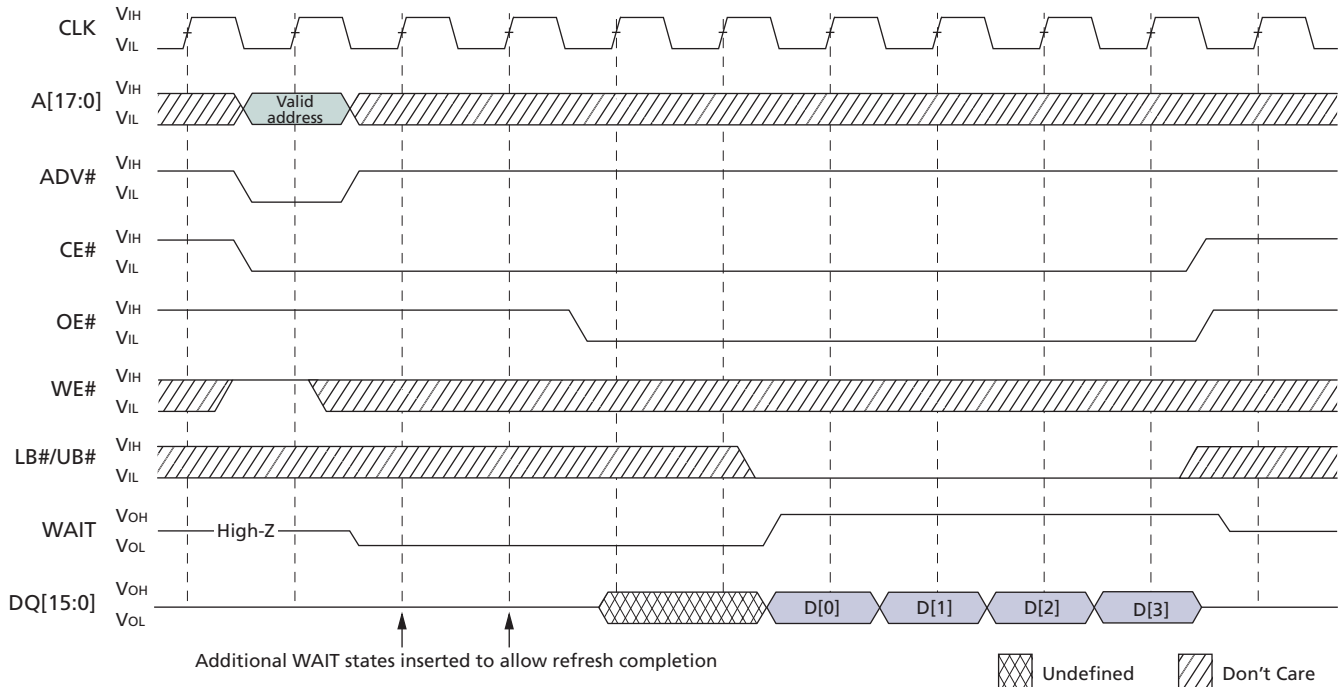 CLK VIH
VIL
A[17:0] VIH
VIL
Valid
address
ADV# VIH
VIL
CE# VIH
VIL
OE# VIH
VIL
WE# VIH
VIL
LB#/UB# VIH
VIL
WAIT VOH
VOL
High-Z
DQ[15:0] VOH
VOL
D[0] D[1] D[2] D[3]
Additional WAIT states inserted to allow refresh completion
Undefined Don't Care